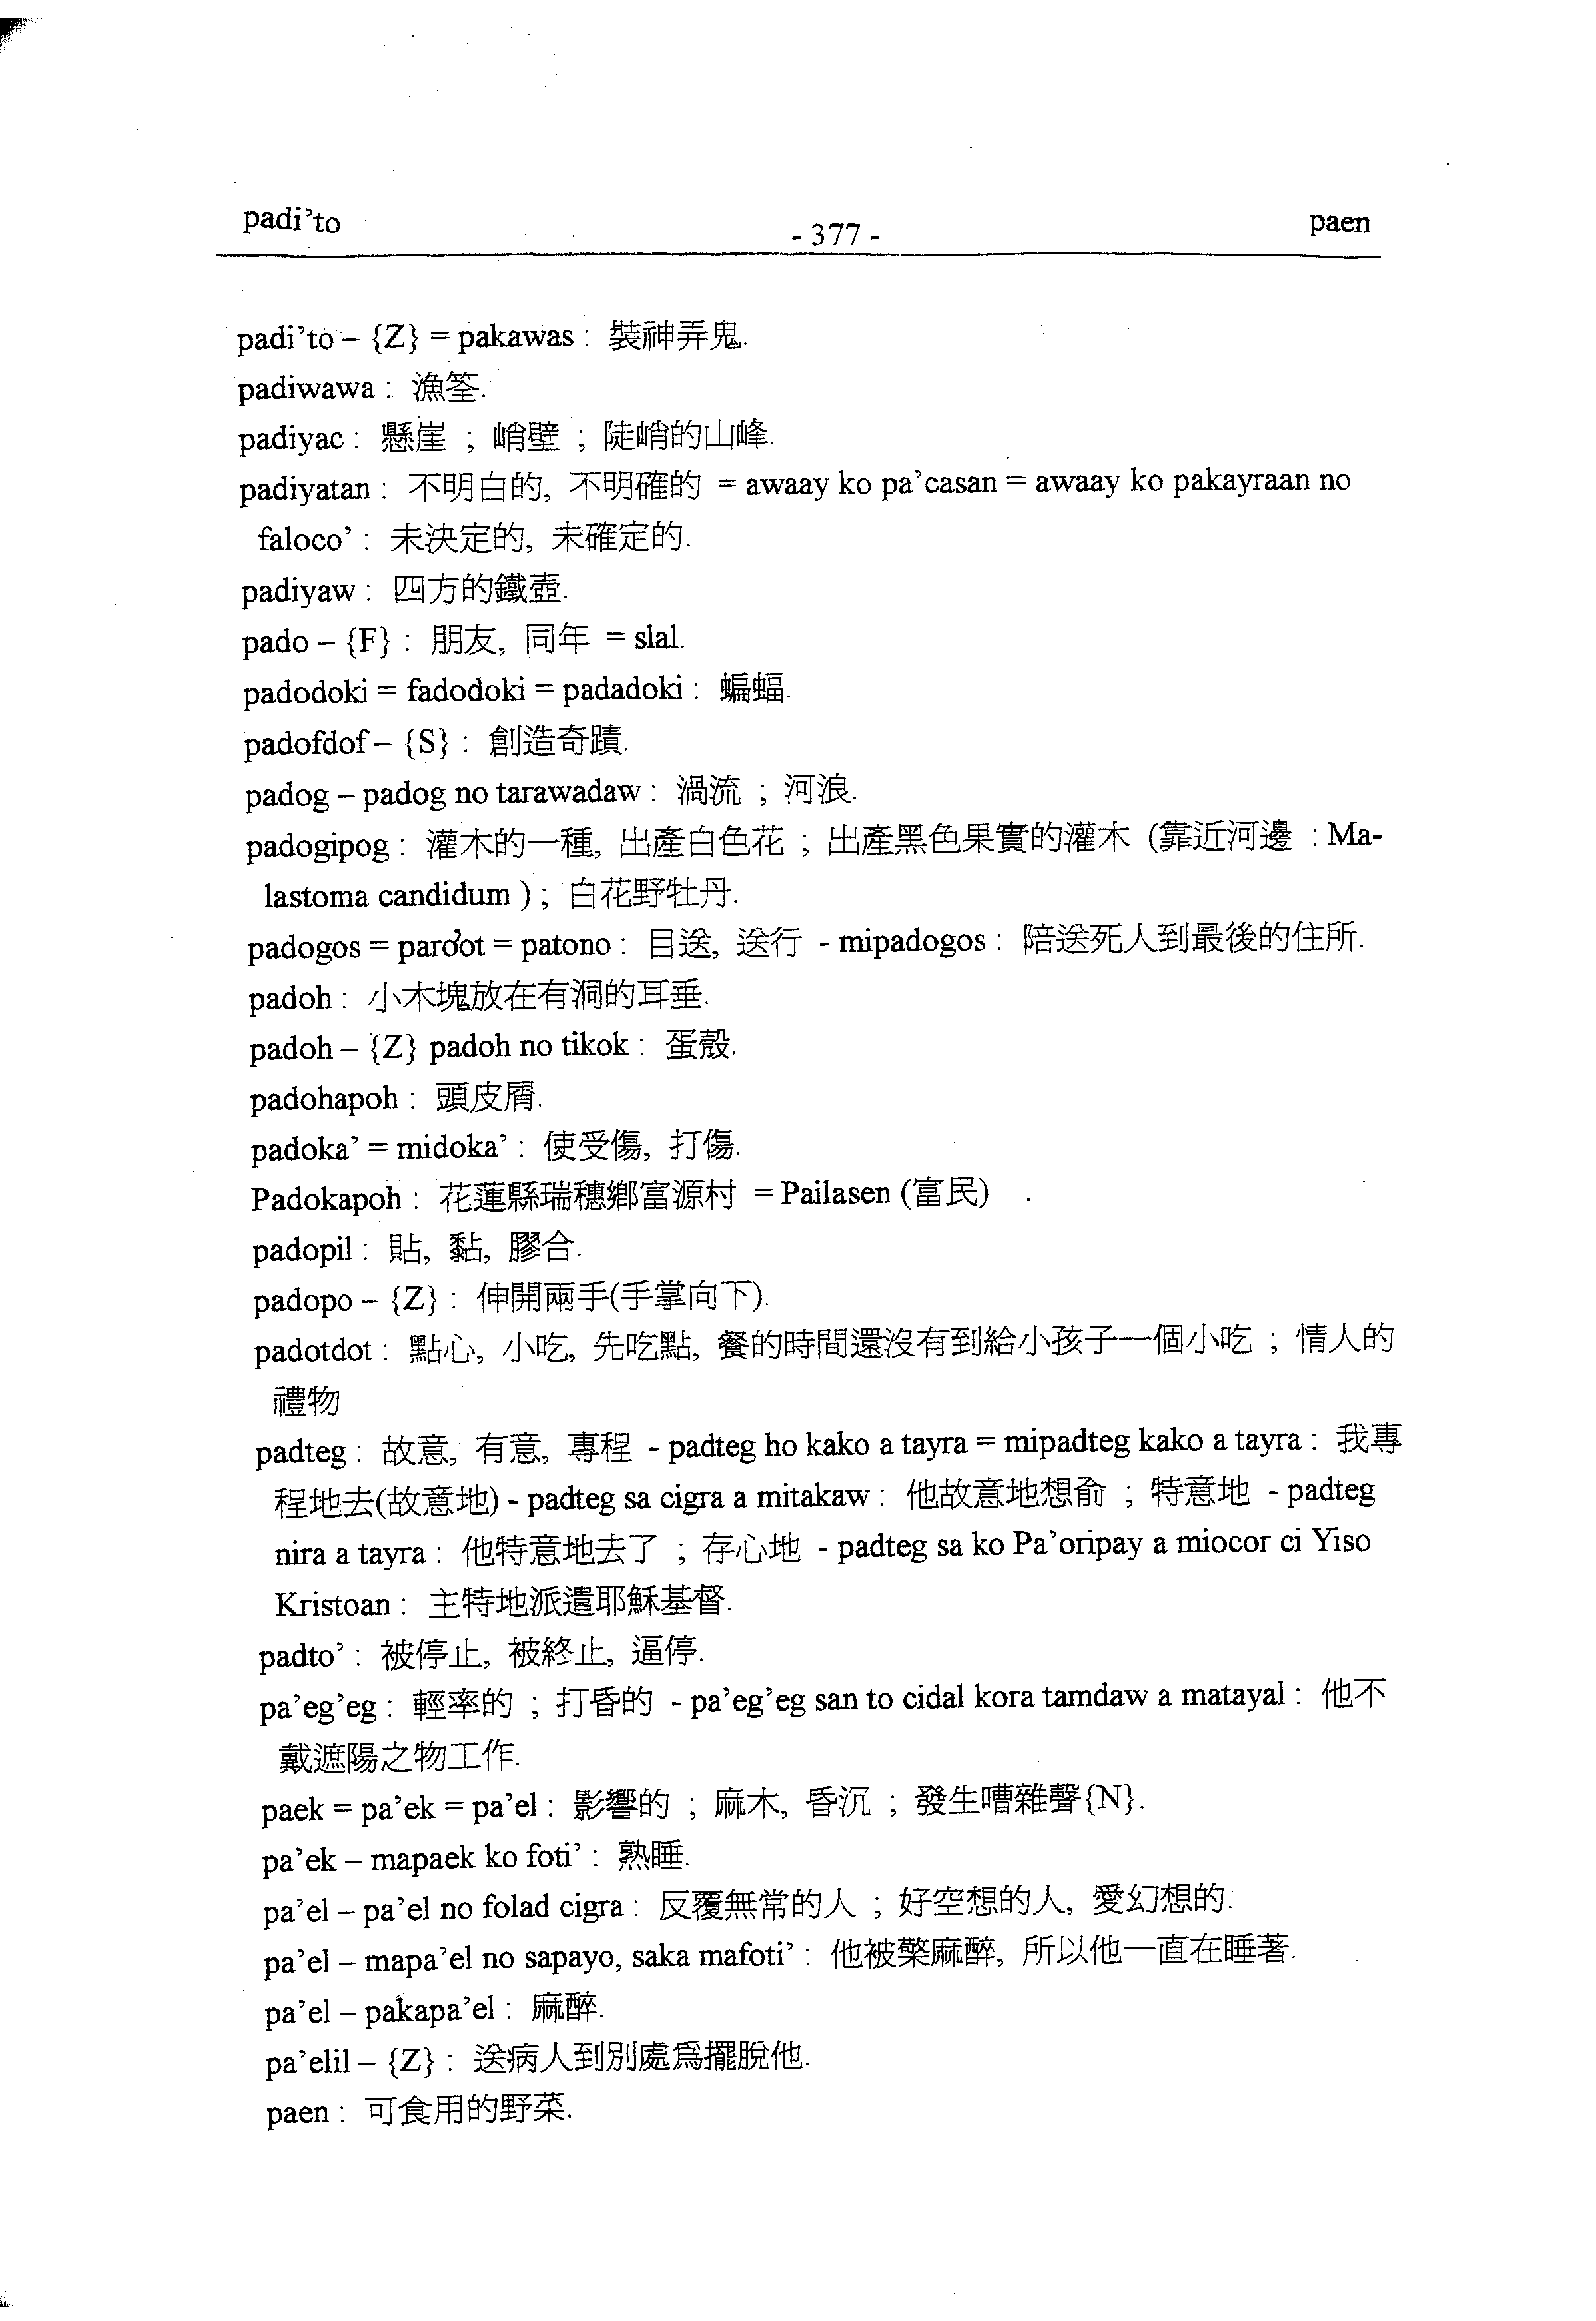 padi’to
- 377 -
paen
padi’to – {Z} = pakawas : 裝神弄鬼.
padiwawa : 漁筌.
padiyac : 懸崖 ; 峭壁 ; 陡峭的山峰.
padiyatan : 不明白的, 不明確的 = awaay ko pa’casan = awaay ko pakayraan no
faloco’ : 未決定的, 未確定的.
padiyaw : 四方的鐵壺.
pado – {F} : 朋友, 同年 = slal.
padodoki = fadodoki = padadoki : 蝙蝠.
padofdof – {S} : 創造奇蹟.
padog – padog no tarawadaw : 渦流 ; 河浪.
padogipog : 灌木的一種, 出產白色花 ; 出產黑色果實的灌木 (靠近河邊 : Ma-
lastoma candidum ) ; 白花野牡丹.
padogos = paro’ot = patono : 目送, 送行 - mipadogos : 陪送死人到最後的住所.
padoh : 小木塊放在有洞的耳垂.
padoh – {Z} padoh no tikok : 蛋殼.
padohapoh : 頭皮屑.
padoka’ = midoka’ : 使受傷, 打傷.
Padokapoh : 花蓮縣瑞穗鄉富源村 = Pailasen (富民) .
padopil : 貼, 黏, 膠合.
padopo – {Z} : 伸開兩手(手掌向下).
padotdot : 點心, 小吃, 先吃點, 餐的時間還沒有到給小孩子一個小吃 ; 情人的
禮物
padteg : 故意, 有意, 專程 - padteg ho kako a tayra = mipadteg kako a tayra : 我專
程地去(故意地) - padteg sa cigra a mitakaw : 他故意地想俞 ; 特意地 - padteg
nira a tayra : 他特意地去了 ; 存心地 - padteg sa ko Pa’oripay a miocor ci Yiso
Kristoan : 主特地派遣耶穌基督.
padto’ : 被停止, 被終止, 逼停.
pa’eg’eg : 輕率的 ; 打昏的 - pa’eg’eg san to cidal kora tamdaw a matayal : 他不
戴遮陽之物工作.
paek = pa’ek = pa’el : 影響的 ; 麻木, 昏沉 ; 發生嘈雜聲{N}.
pa’ek – mapaek ko foti’ : 熟睡.
pa’el – pa’el no folad cigra : 反覆無常的人 ; 好空想的人, 愛幻想的.
pa’el – mapa’el no sapayo, saka mafoti’ : 他被檠麻醉, 所以他一直在睡著.
pa’el – pakapa’el : 麻醉.
pa’elil – {Z} : 送病人到別處爲擺脫他.
paen : 可食用的野菜.